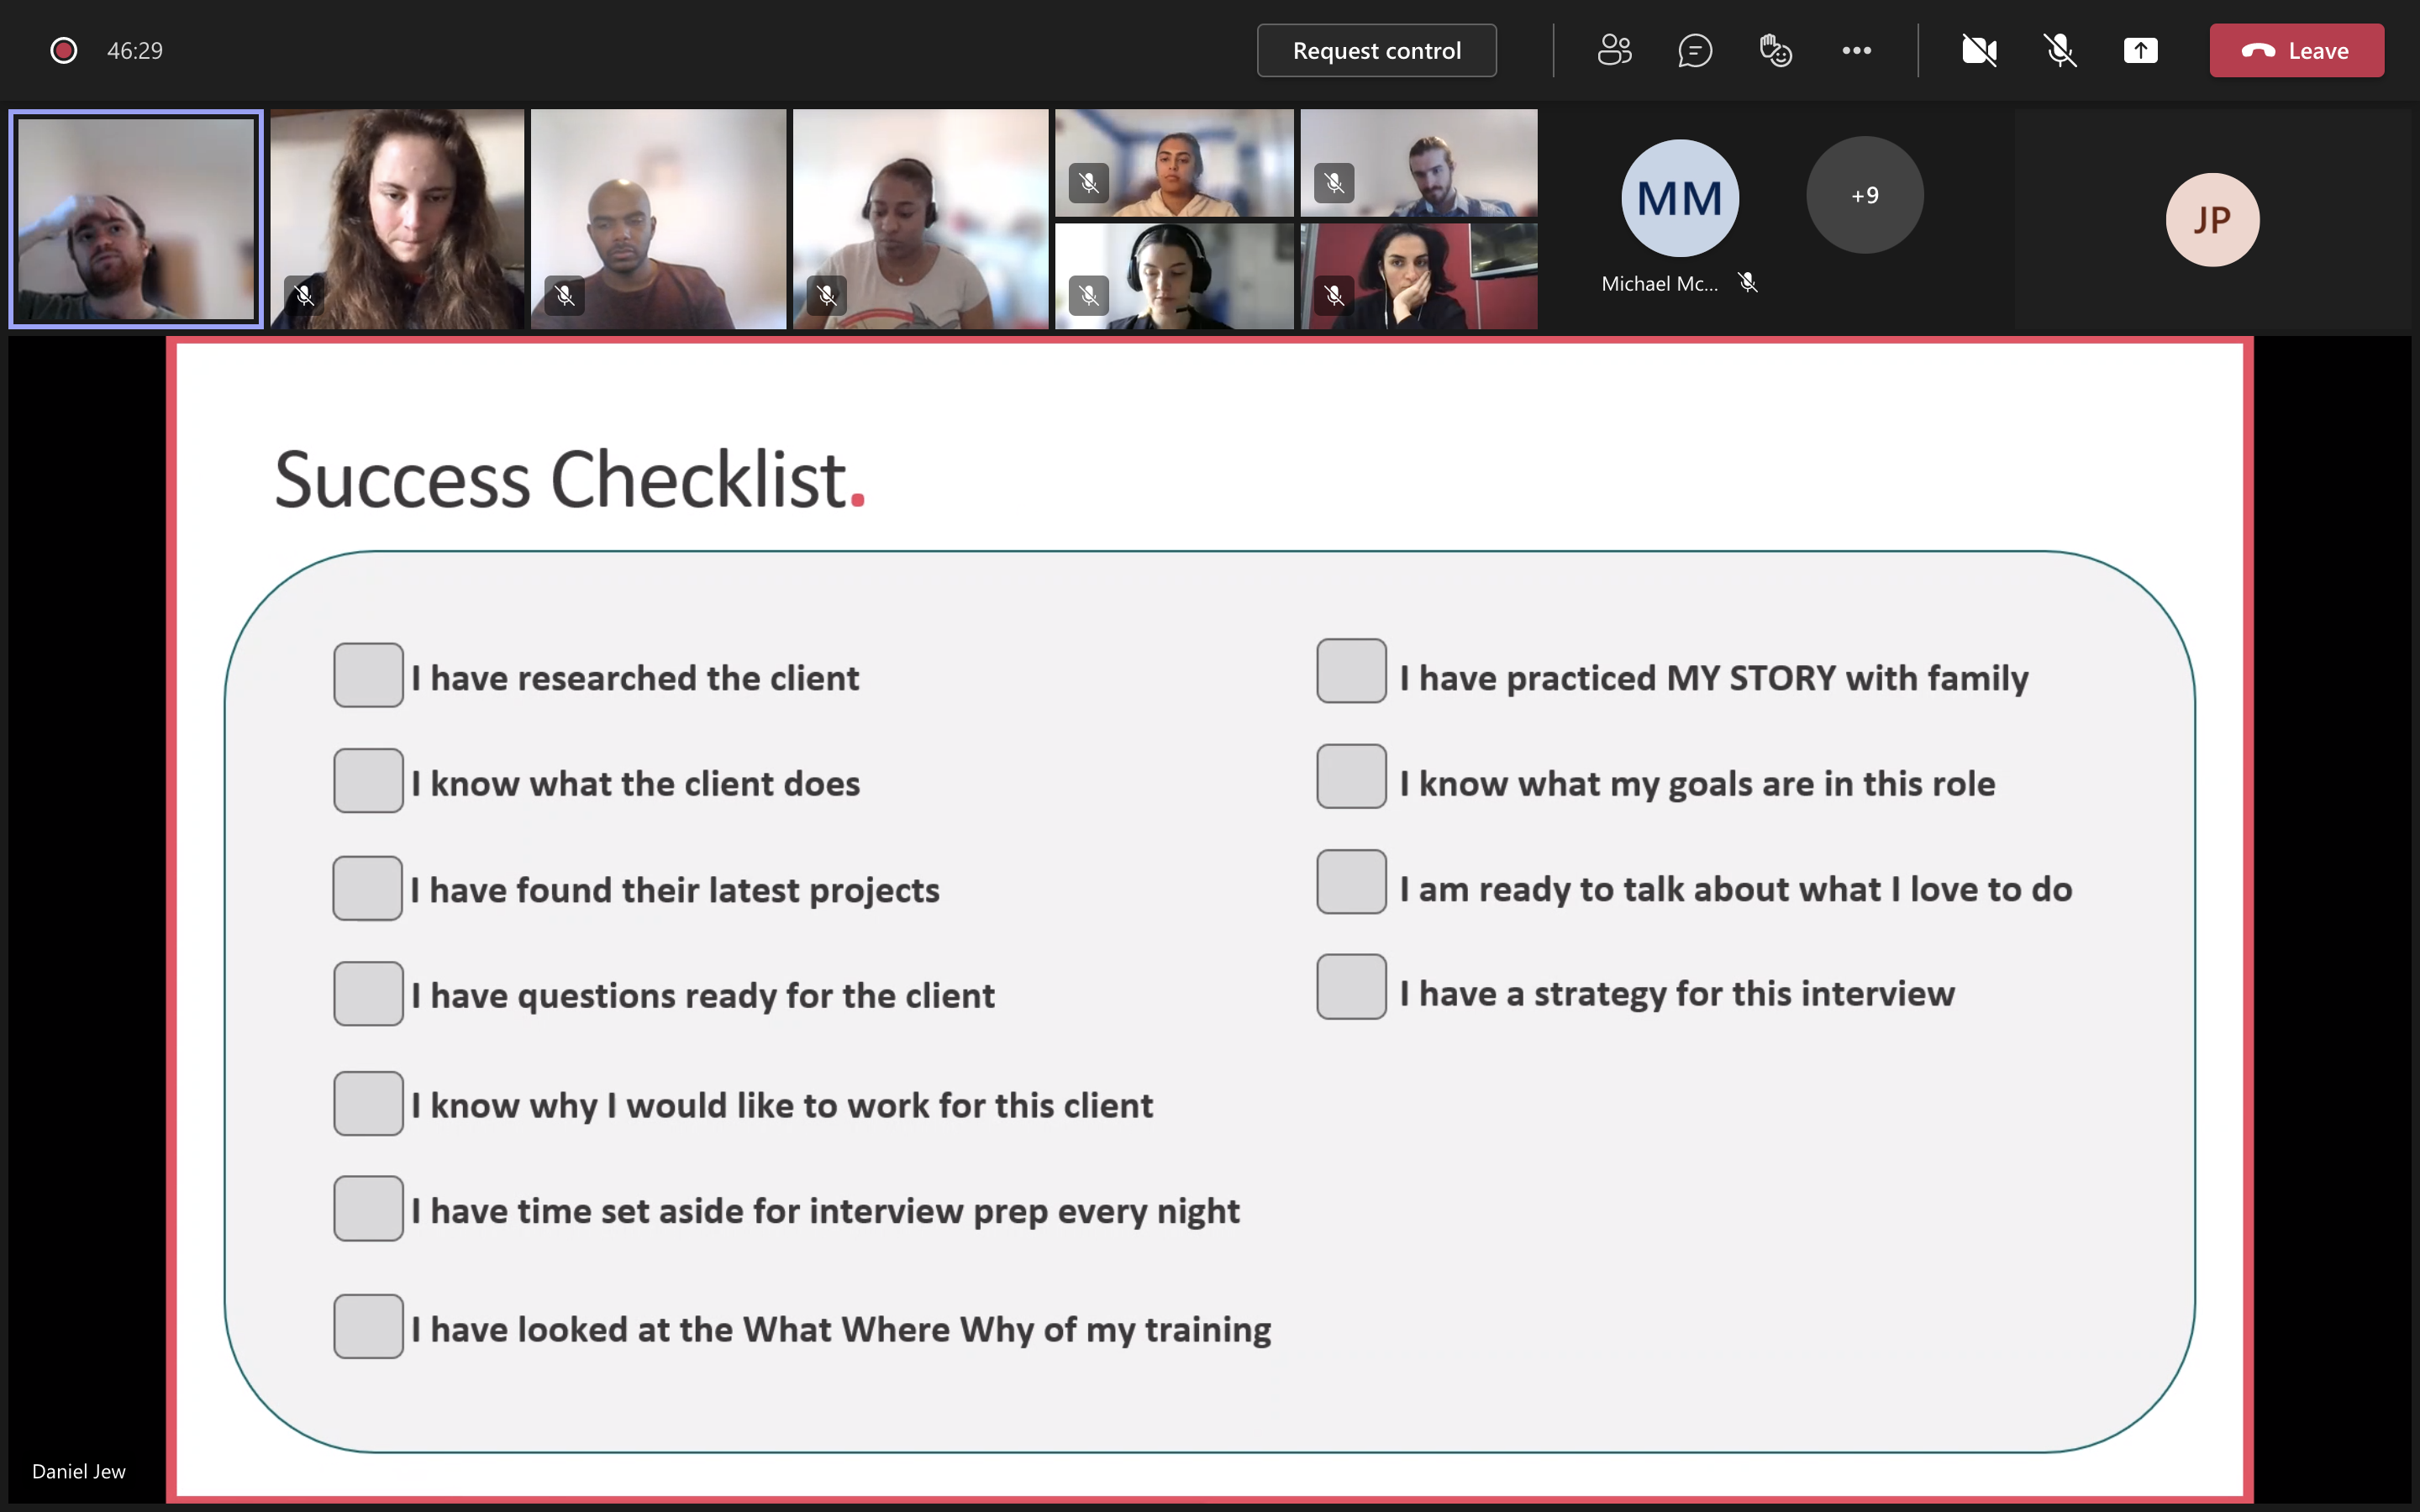 46:29
Request control
Leave
MM
+9
JP
Michael Mc...
Success Checklist.
I have researched the client
I know what the client does
I have found their latest projects
I have questions ready for the client
I know why I would like to work for this client
I have time set aside for interview prep every night
I have looked at the What Where Why of my training
I have practiced MY STORY with family
I know what my goals are in this role
I am ready to talk about what I love to do
I have a strategy for this interview
Daniel Jew